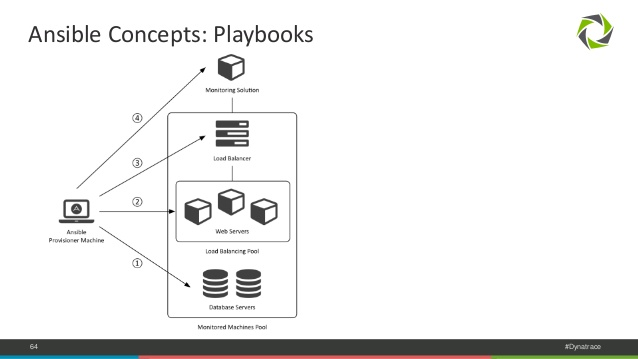 Ansible Concepts: Playbooks
Monitoring Solution
④
Load Balancer
③
②
Web Servers
Ansible
Provisioner Machine
Load Balancing Pool
①
Database Servers
Monitored Machines Pool
64
#Dynatrace